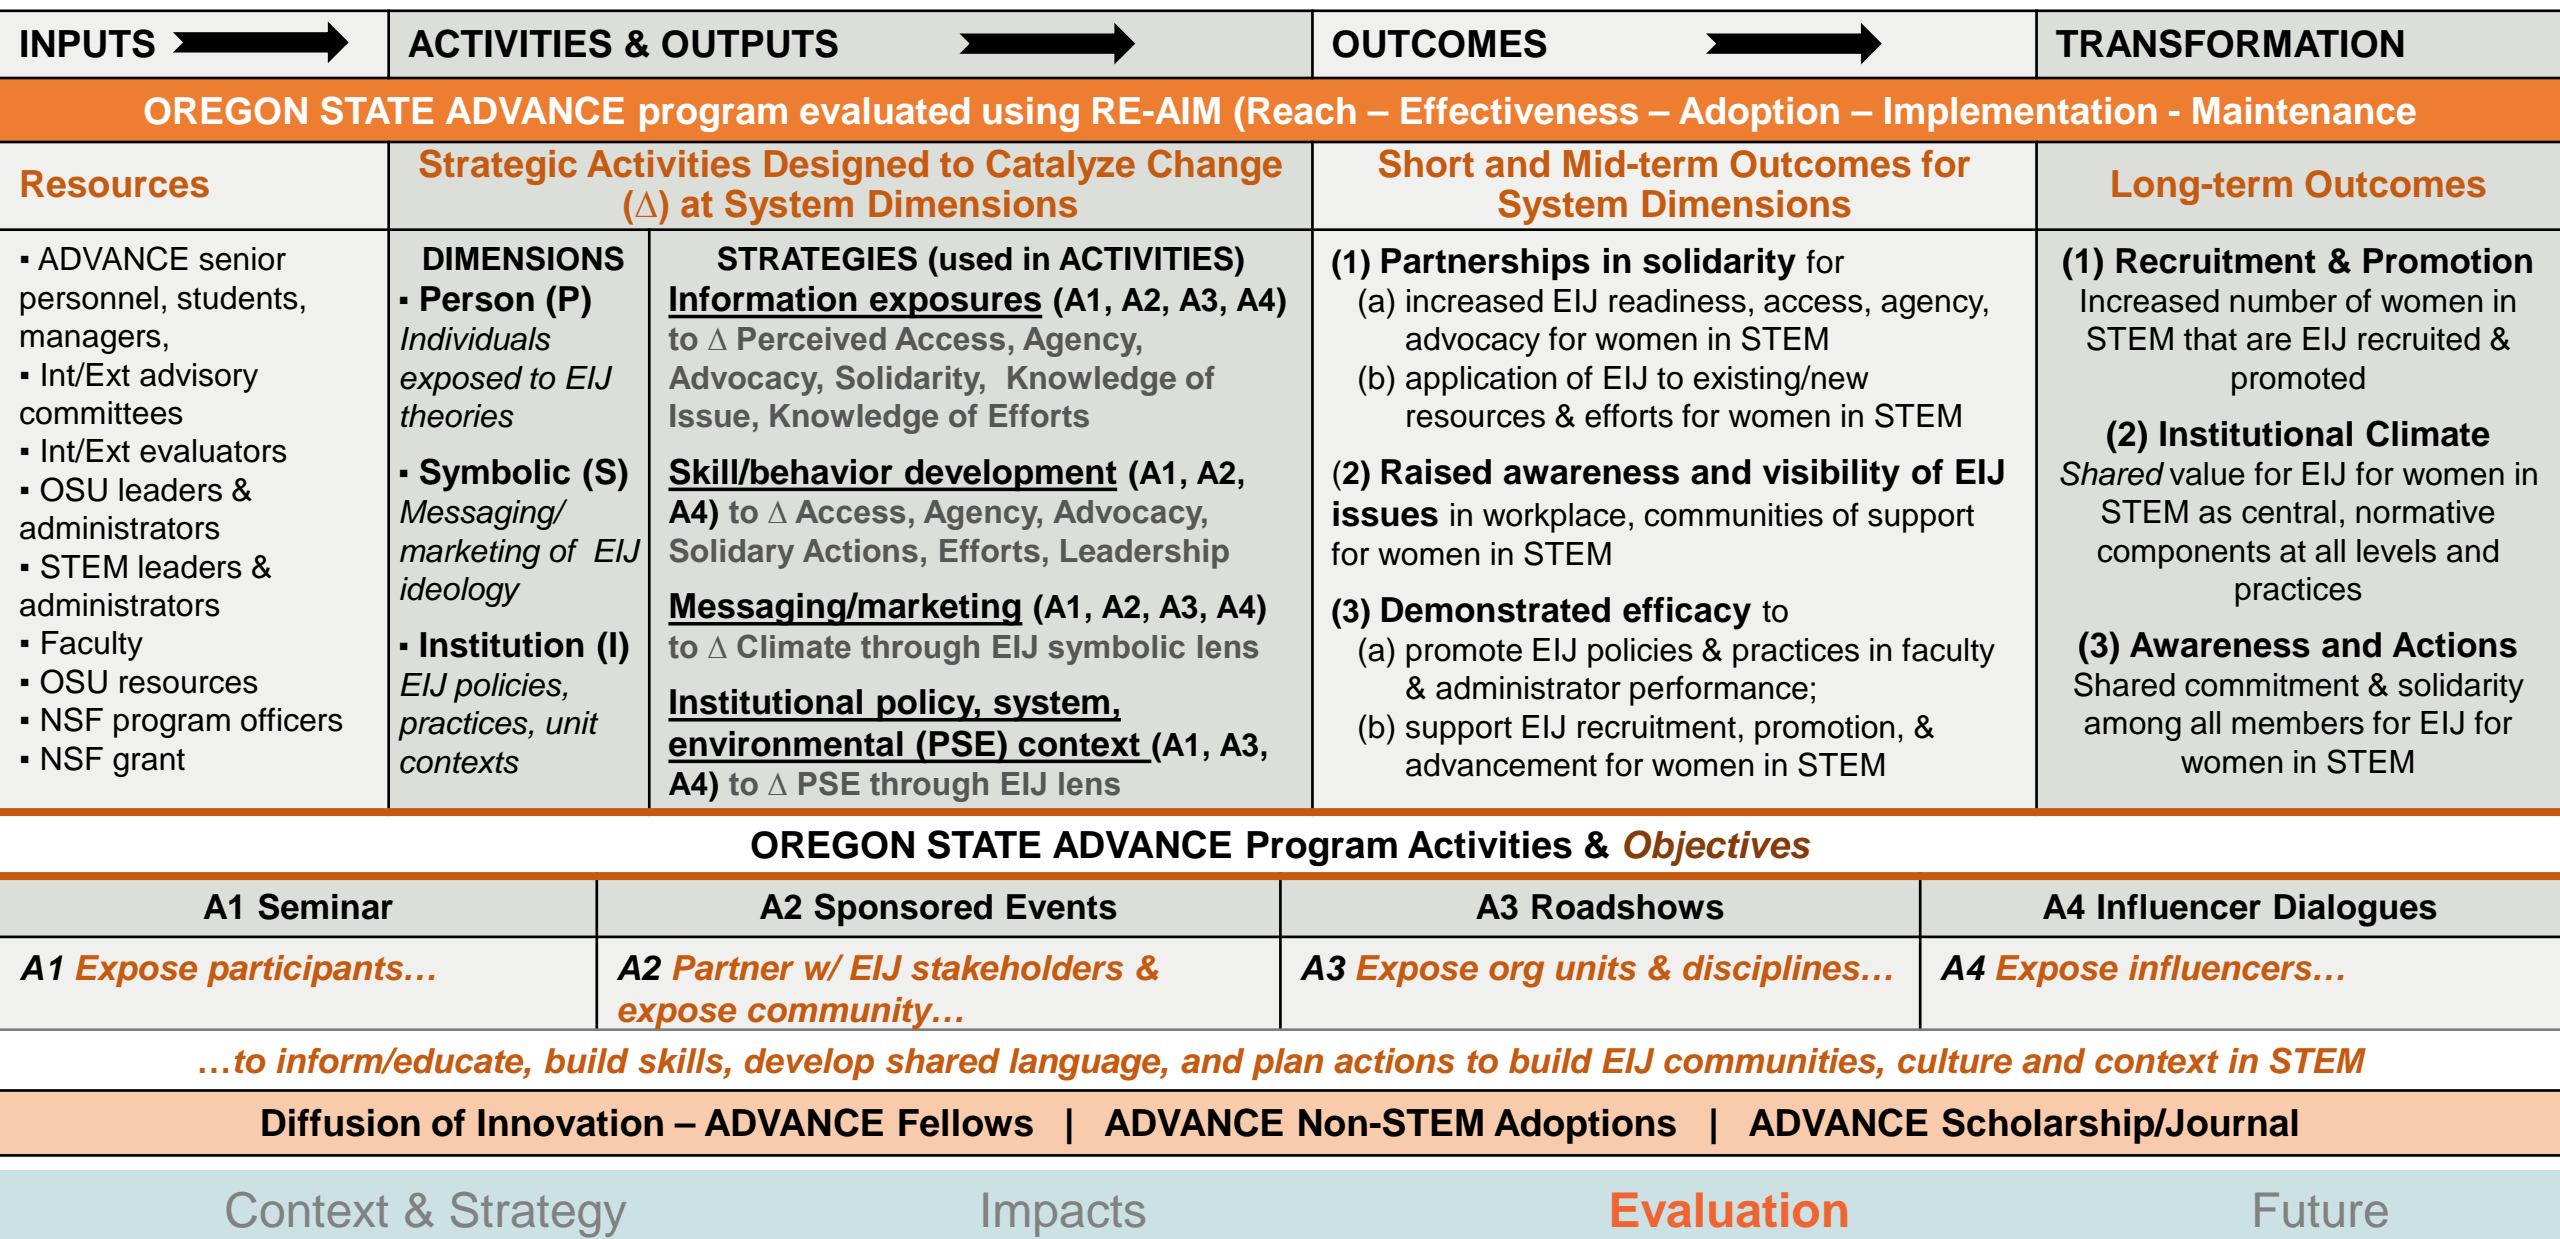 INPUTS
ACTIVITIES & OUTPUTS
OUTCOMES
TRANSFORMATION
OREGON STATE ADVANCE program evaluated using RE-AIM (Reach – Effectiveness – Adoption – Implementation - Maintenance
Resources
Strategic Activities Designed to Catalyze Change
(Δ) at System Dimensions
Short and Mid-term Outcomes for
System Dimensions
Long-term Outcomes
▪ ADVANCE senior
personnel, students,
managers,
▪ Int/Ext advisory
committees
▪ Int/Ext evaluators
▪ OSU leaders &
administrators
▪ STEM leaders &
administrators
▪ Faculty
▪ OSU resources
▪ NSF program officers
▪ NSF grant
DIMENSIONS
▪ Person (P)
Individuals
exposed to EIJ
theories
▪ Symbolic (S)
Messaging/
marketing of EIJ
ideology
▪ Institution (I)
EIJ policies,
practices, unit
contexts
STRATEGIES (used in ACTIVITIES)
Information exposures (A1, A2, A3, A4)
to Δ Perceived Access, Agency,
Advocacy, Solidarity, Knowledge of
Issue, Knowledge of Efforts
Skill/behavior development (A1, A2,
A4) to Δ Access, Agency, Advocacy,
Solidary Actions, Efforts, Leadership
Messaging/marketing (A1, A2, A3, A4)
to Δ Climate through EIJ symbolic lens
Institutional policy, system,
environmental (PSE) context (A1, A3,
A4) to Δ PSE through EIJ lens
(1) Partnerships in solidarity for
(a) increased EIJ readiness, access, agency,
advocacy for women in STEM
(b) application of EIJ to existing/new
resources & efforts for women in STEM
(2) Raised awareness and visibility of EIJ
issues in workplace, communities of support
for women in STEM
(3) Demonstrated efficacy to
(a) promote EIJ policies & practices in faculty
& administrator performance;
(b) support EIJ recruitment, promotion, &
advancement for women in STEM
(1) Recruitment & Promotion
Increased number of women in
STEM that are EIJ recruited &
promoted
(2) Institutional Climate
Shared value for EIJ for women in
STEM as central, normative
components at all levels and
practices
(3) Awareness and Actions
Shared commitment & solidarity
among all members for EIJ for
women in STEM
OREGON STATE ADVANCE Program Activities & Objectives
A1 Seminar
A2 Sponsored Events
A3 Roadshows
A4 Influencer Dialogues
A1 Expose participants…
A2 Partner w/ EIJ stakeholders &
expose community…
A3 Expose org units & disciplines…
A4 Expose influencers…
…to inform/educate, build skills, develop shared language, and plan actions to build EIJ communities, culture and context in STEM
Diffusion of Innovation – ADVANCE Fellows | ADVANCE Non-STEM Adoptions | ADVANCE Scholarship/Journal
Context & Strategy
Impacts
Evaluation
Future